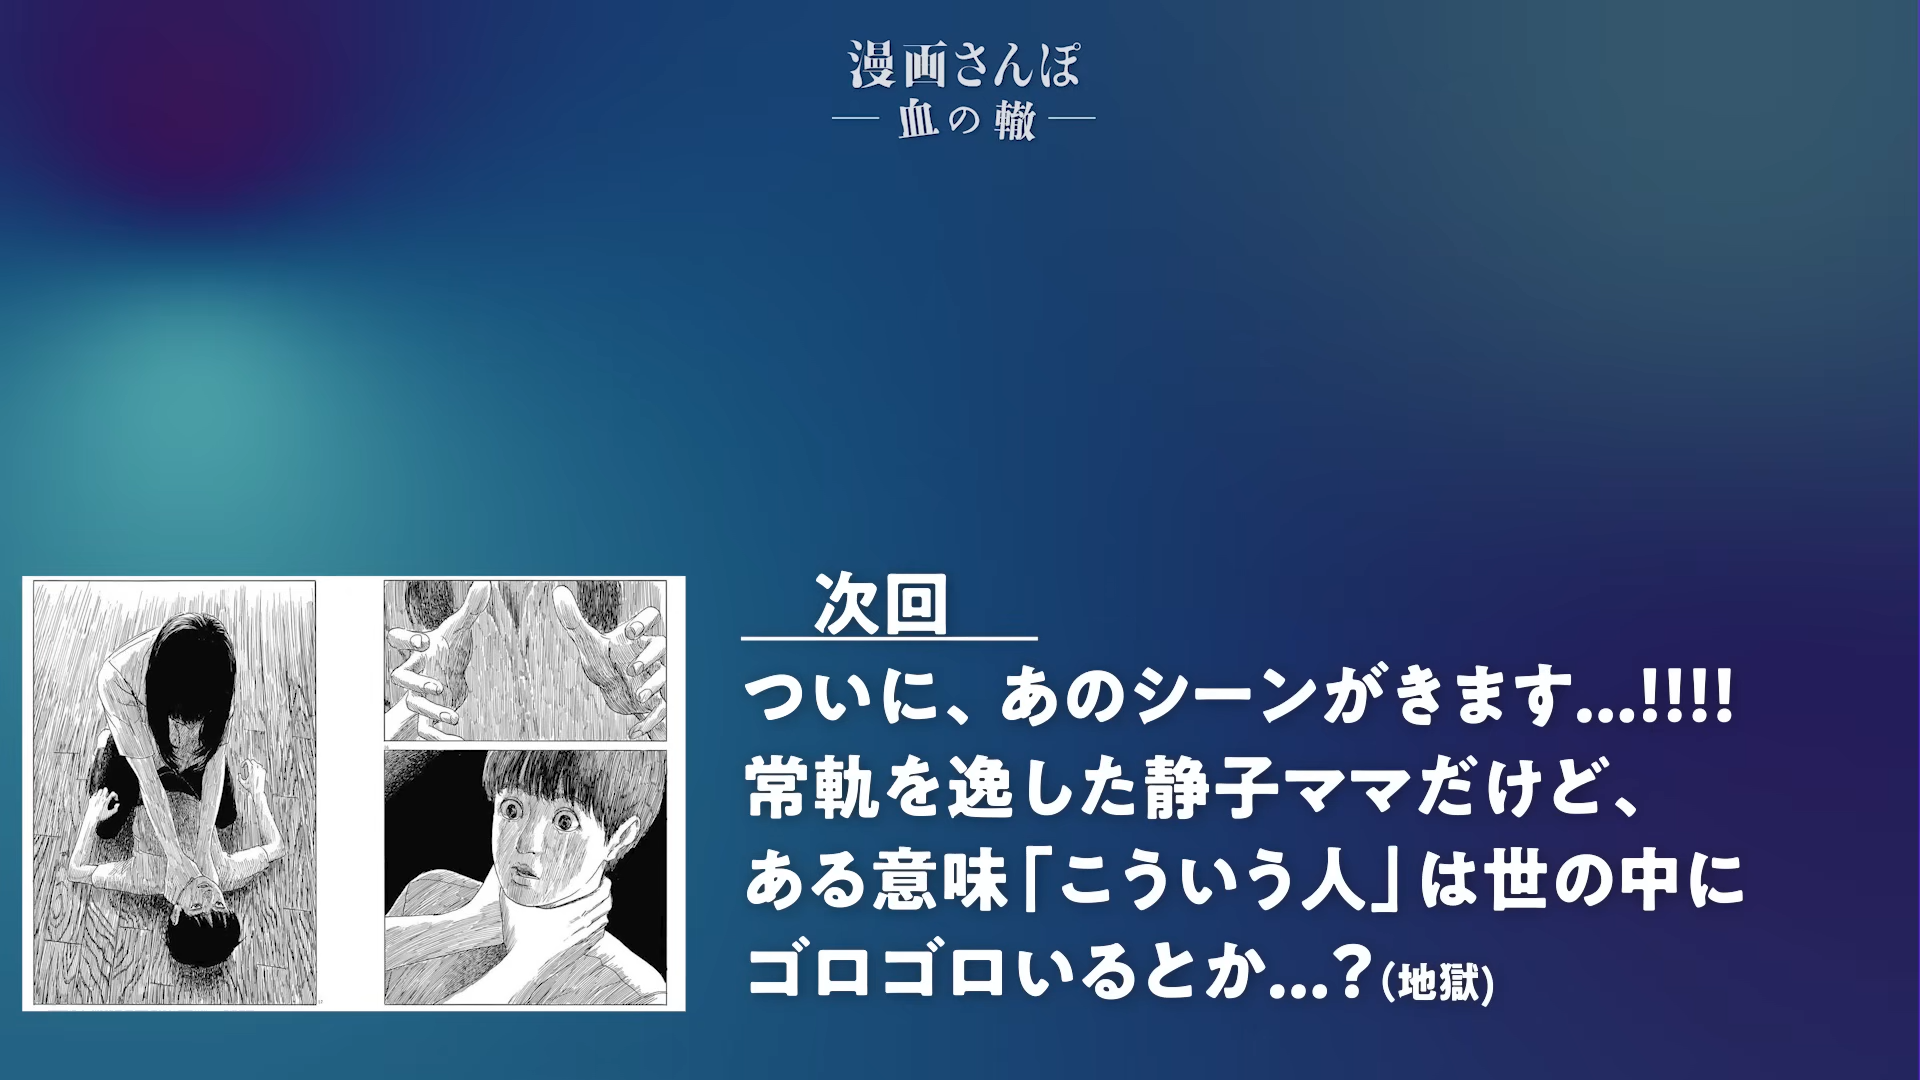 漫画さんぽ
血の轍
次回
ついに、あのシーンがきます...!!!!
常軌を逸した静子ママだけど、
ある意味「こういう人」は世の中に
ゴロゴロいるとか...？(地獄)